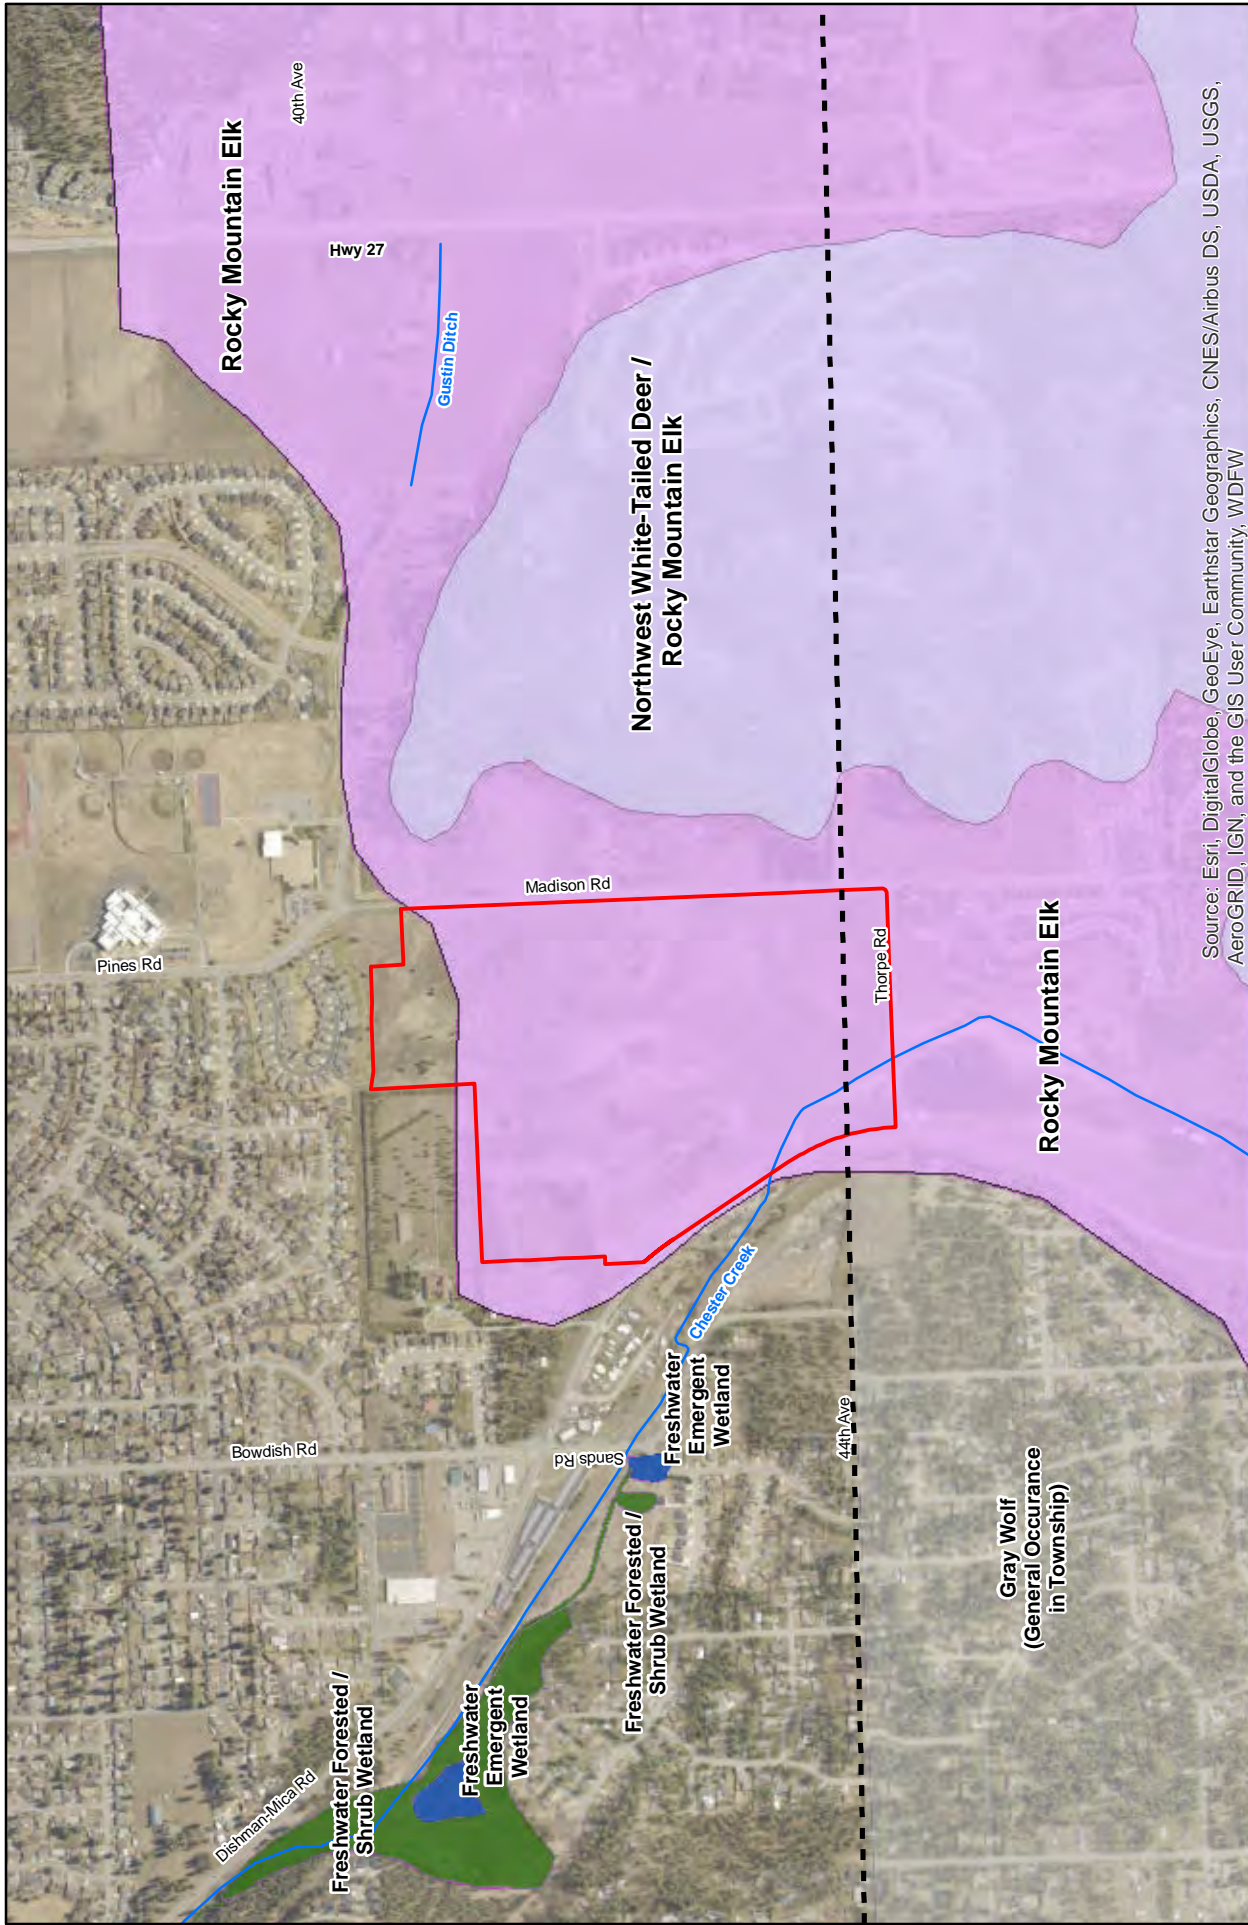 40th Ave
Rocky Mountain Elk
Hwy 27
Gustin Ditch
Northwest White-Tailed Deer /
Rocky Mountain Elk
Madison Rd
Pines Rd
Thorpe Rd
Rocky Mountain Elk
Chester Creek
Freshwater
Emergent
Wetland
Bowdish Rd
Sands Rd
44th Ave
Freshwater Forested /
Shrub Wetland
Gray Wolf
(General Occurance
in Township)
Freshwater
Emergent
Wetland
Freshwater Forested /
Shrub Wetland
Dishman-Mica Rd
Source: Esri, DigitalGlobe, GeoEye, Earthstar Geographics, CNES/Airbus DS, USDA, USGS,
AeroGRID, IGN, and the GIS User Community, WDFW